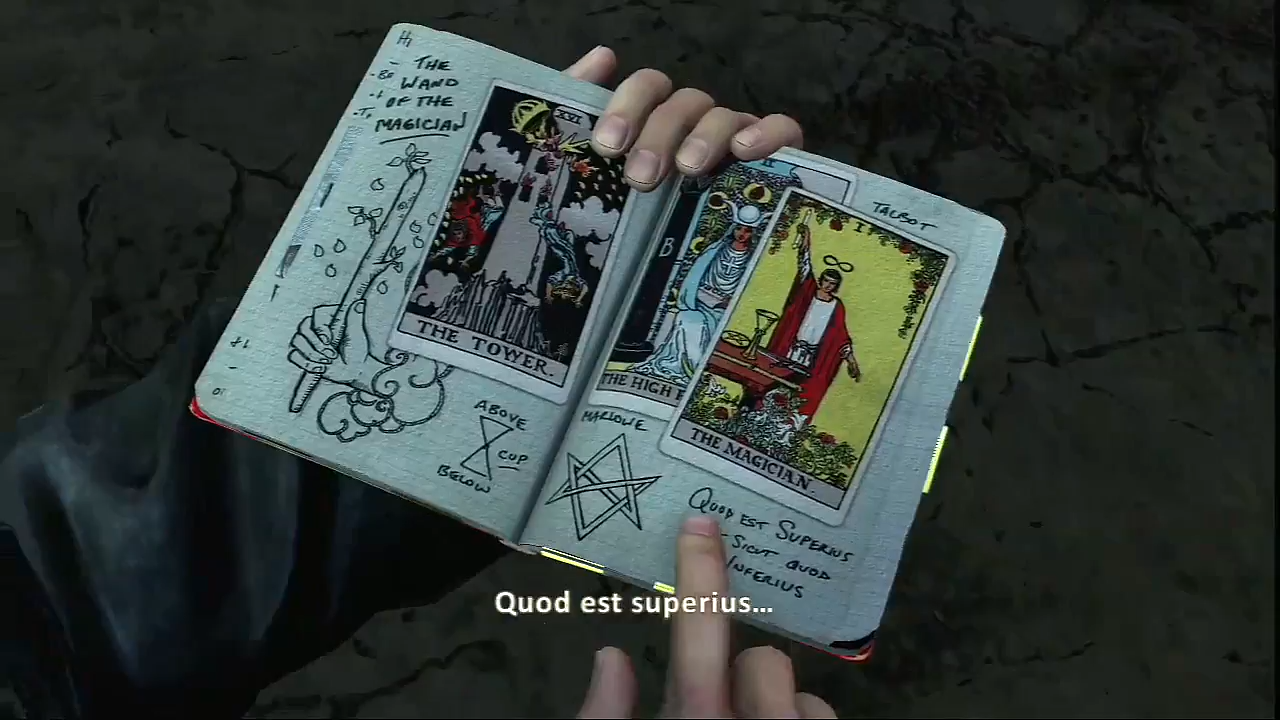 THE
WAND
OF THE
MAGICIAN
XVI
THE TOWER.
ABOVE
CUP
BELOW
TALBOT
B
I
THE HIGH
THE MAGICIAN.
MARLOWE
QUOD EST SUPERIUS
SICUT QUOD
INFERIUS
Quod est superius...